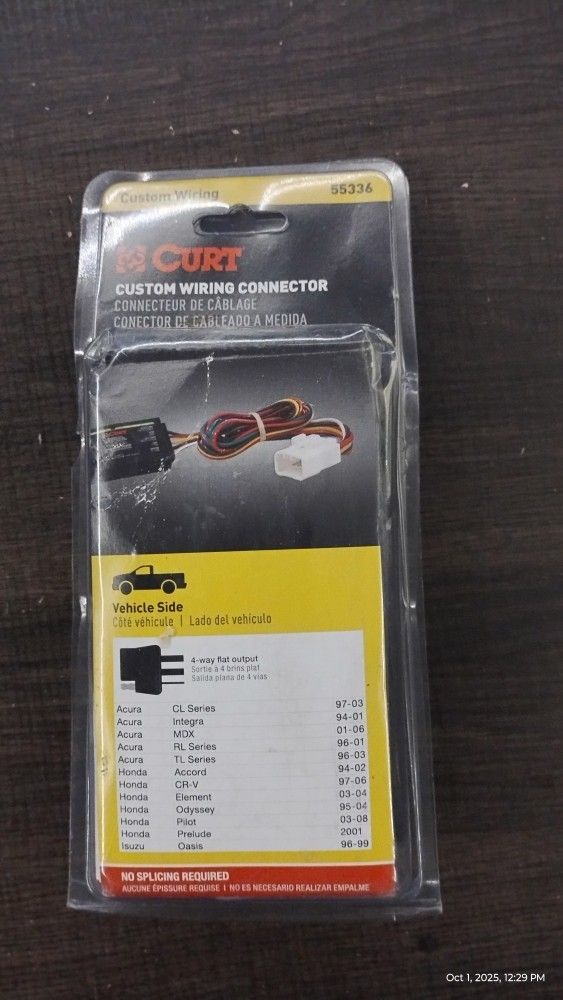 Custom Wiring 55336
CURT
CUSTOM WIRING CONNECTOR
CONNECTEUR DE CÂBLAGE
CONECTOR DE CABLEADO A MEDIDA
CURT
Vehicle Side
Côté véhicule | Lado del vehículo
4-way flat output
Sortie à 4 brins plat
Salida plana de 4 vías
Acura CL Series 97-03
Acura Integra 94-01
Acura MDX 01-06
Acura RL Series 96-01
Acura TL Series 96-03
Honda Accord 94-02
Honda CR-V 97-06
Honda Element 03-04
Honda Odyssey 95-04
Honda Pilot 03-08
Honda Prelude 2001
Isuzu Oasis 96-99
NO SPLICING REQUIRED
AUCUNE ÉPISSURE REQUISE | NO ES NECESARIO REALIZAR EMPALME
Oct 1, 2025, 12:29 PM